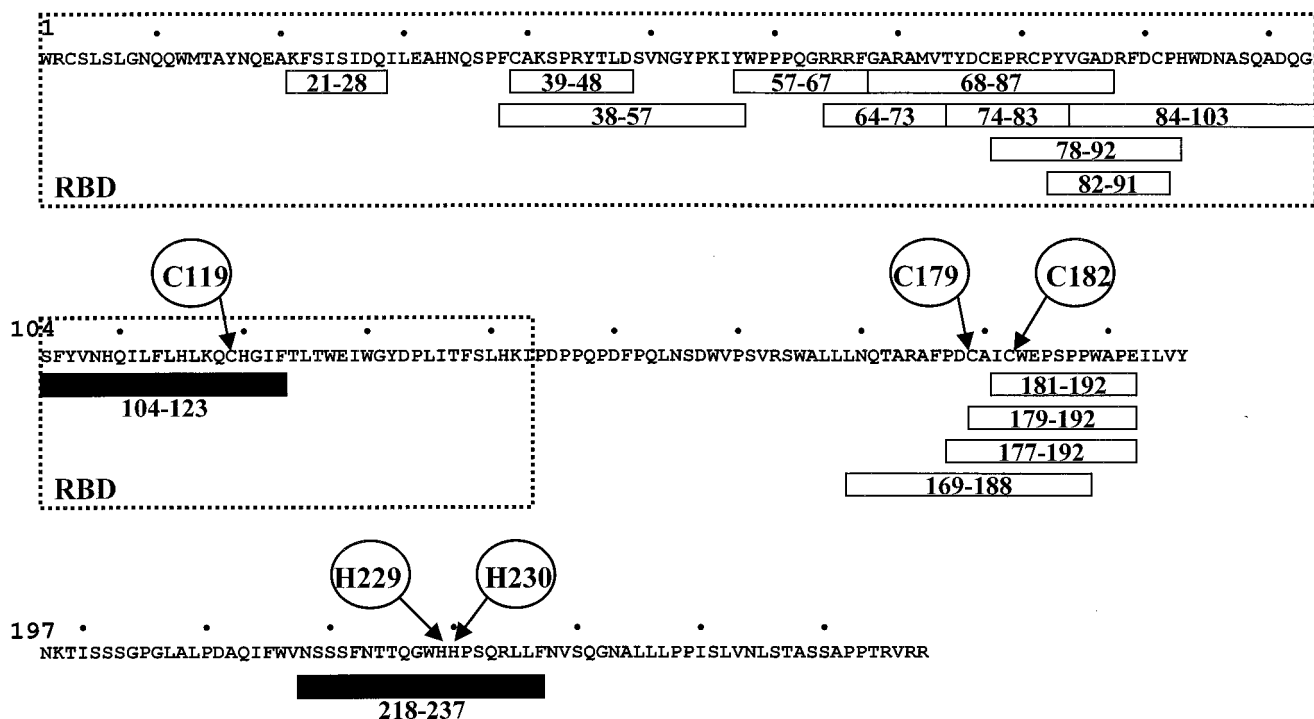 1
WRCSLSLGNQQWMTAYNQEAKFSISIDQILEAHNQSPFCAKSPRYTLDSVNGYPKIYWPPPQGRRRFGARAMVTYDCEPRCPYVGADRFDCPHWDNASQADQG
21-28 39-48 57-67 68-87
38-57 64-73 74-83 84-103
78-92
RBD 82-91
C119 C179 C182
104
SFYVNHQILFLHLKQCHGIFTLTWEIWGYDPLITFSLHKIPDPPQPDFPQLNSDWVPSVRSWALLLNQTARAFPDCAICWEPSPPWAPEILVY
104-123 181-192
179-192
177-192
RBD 169-188
H229 H230
197
NKTISSSGPGLALPDAQIFWVNSSSFNTTQGWHHPSQRLLFNVSQGNALLLPPISLVNLSTASSAPPTRVRR
218-237